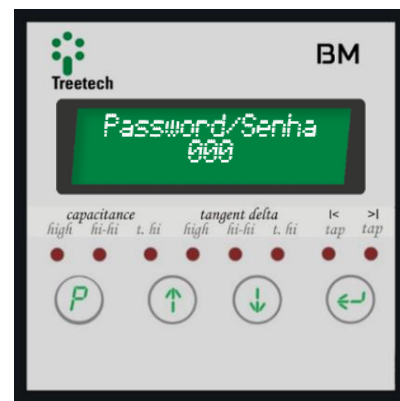 Treetech
BM
Password/Senha
000
capacitance tangent delta |< >|
high hi-hi t. hi high hi-hi t. hi tap tap
P